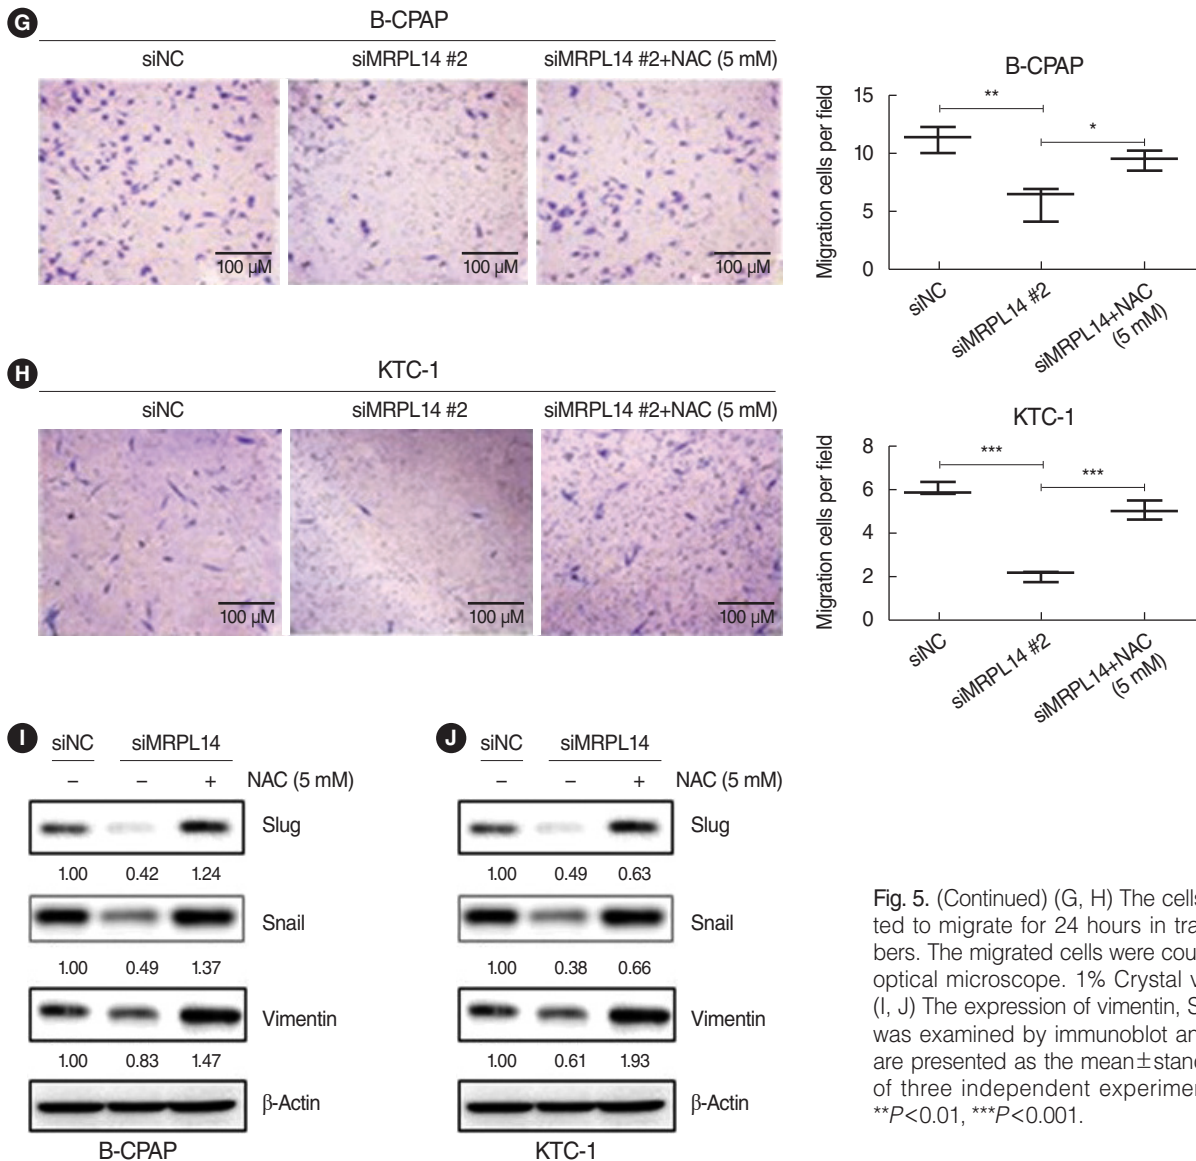 G
B-CPAP
siNC siMRPL14 #2 siMRPL14 #2+NAC (5 mM)
100 µM 100 µM 100 µM
B-CPAP
Migration cells per field
15
10
5
0
**
*
siNC
siMRPL14 #2
siMRPL14+NAC
(5 mM)
H
KTC-1
siNC siMRPL14 #2 siMRPL14 #2+NAC (5 mM)
100 µM 100 µM 100 µM
KTC-1
Migration cells per field
8
6
4
2
0
***
***
siNC
siMRPL14 #2
siMRPL14+NAC
(5 mM)
I
siNC siMRPL14
– – + NAC (5 mM)
Slug
1.00 0.42 1.24
Snail
1.00 0.49 1.37
Vimentin
1.00 0.83 1.47
β-Actin
B-CPAP
J
siNC siMRPL14
– – + NAC (5 mM)
Slug
1.00 0.49 0.63
Snail
1.00 0.38 0.66
Vimentin
1.00 0.61 1.93
β-Actin
KTC-1
Fig. 5. (Continued) (G, H) The cells
ted to migrate for 24 hours in tra
bers. The migrated cells were cou
optical microscope. 1% Crystal v
(I, J) The expression of vimentin, S
was examined by immunoblot an
are presented as the mean±stand
of three independent experimen
**P<0.01, ***P<0.001.